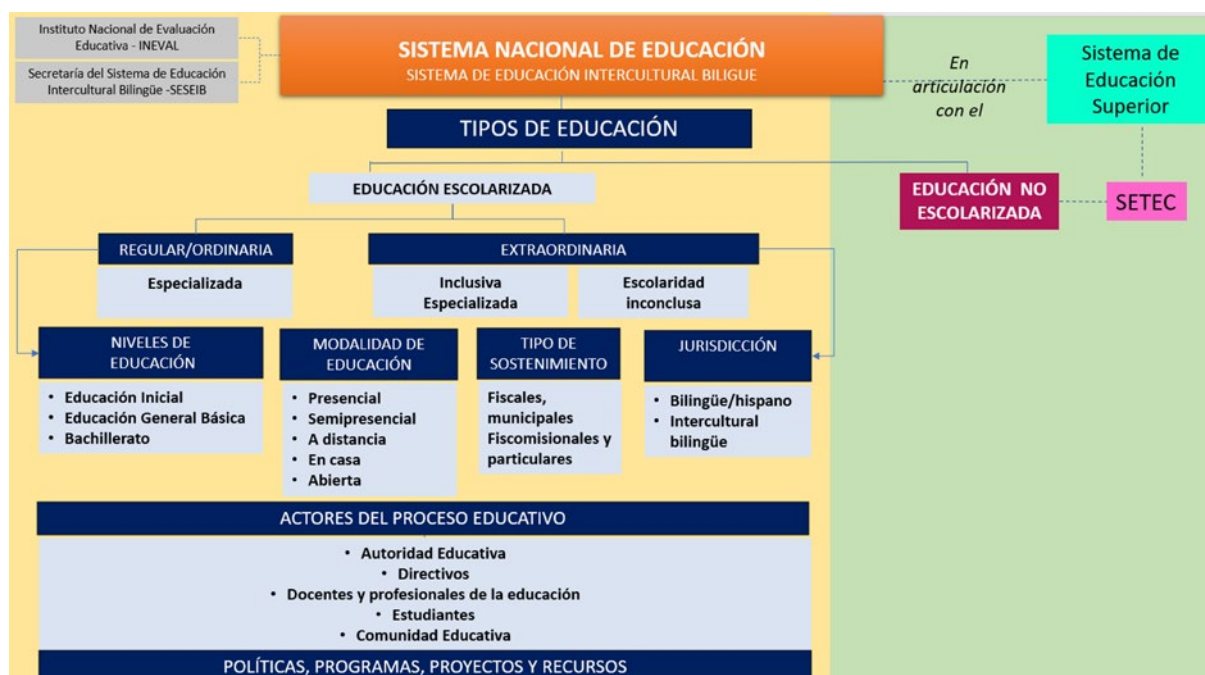 Instituto Nacional de Evaluación
Educativa - INEVAL
Secretaría del Sistema de Educación
Intercultural Bilingüe -SESEIB
SISTEMA NACIONAL DE EDUCACIÓN
SISTEMA DE EDUCACIÓN INTERCULTURAL BILIGUE
En
articulación
con el
Sistema de
Educación
Superior
TIPOS DE EDUCACIÓN
EDUCACIÓN ESCOLARIZADA
EDUCACIÓN NO
ESCOLARIZADA
SETEC
REGULAR/ORDINARIA
Especializada
EXTRAORDINARIA
Inclusiva
Especializada
Escolaridad
inconclusa
NIVELES DE
EDUCACIÓN
• Educación Inicial
• Educación General Básica
• Bachillerato
MODALIDAD DE
EDUCACIÓN
• Presencial
• Semipresencial
• A distancia
• En casa
• Abierta
TIPO DE
SOSTENIMIENTO
Fiscales,
municipales
Fiscomisionales y
particulares
JURISDICCIÓN
• Bilingüe/hispano
• Intercultural
bilingüe
ACTORES DEL PROCESO EDUCATIVO
• Autoridad Educativa
• Directivos
• Docentes y profesionales de la educación
• Estudiantes
• Comunidad Educativa
POLÍTICAS, PROGRAMAS, PROYECTOS Y RECURSOS